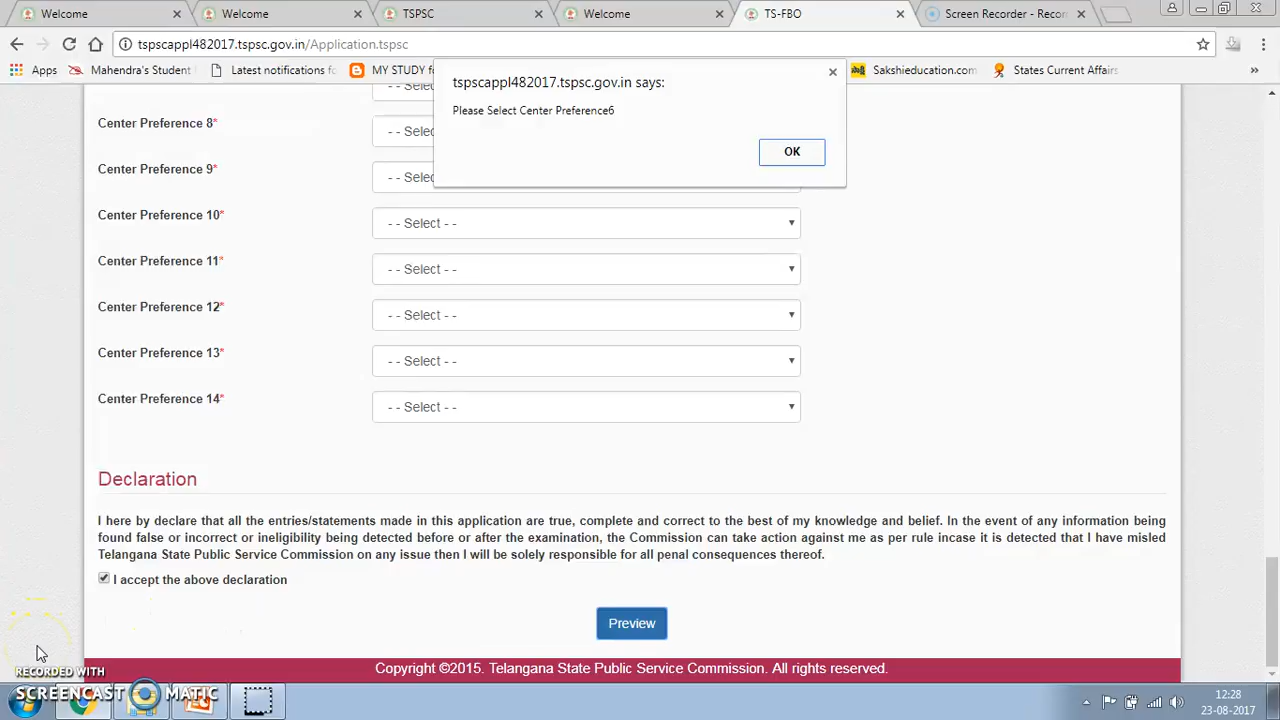 Welcome
Welcome
TSPSC
Welcome
TS-FBO
Screen Recorder - Recor
tspscappl482017.tspsc.gov.in/Application.tspsc
Apps
Mahendra's Student
Latest notifications fo
MY STUDY f
Sakshieducation.com
States Current Affairs
tspscappl482017.tspsc.gov.in says:
Please Select Center Preference6
OK
Center Preference 8*
- - Selec
Center Preference 9*
- - Selec
Center Preference 10*
- - Select - -
Center Preference 11*
- - Select - -
Center Preference 12*
- - Select - -
Center Preference 13*
- - Select - -
Center Preference 14*
- - Select - -
Declaration
I here by declare that all the entries/statements made in this application are true, complete and correct to the best of my knowledge and belief. In the event of any information being
found false or incorrect or ineligibility being detected before or after the examination, the Commission can take action against me as per rule incase it is detected that I have misled
Telangana State Public Service Commission on any issue then I will be solely responsible for all penal consequences thereof.
I accept the above declaration
Preview
Copyright ©2015. Telangana State Public Service Commission. All rights reserved.
RECORDED WITH
SCREENCAST MATIC
12:28
23-08-2017